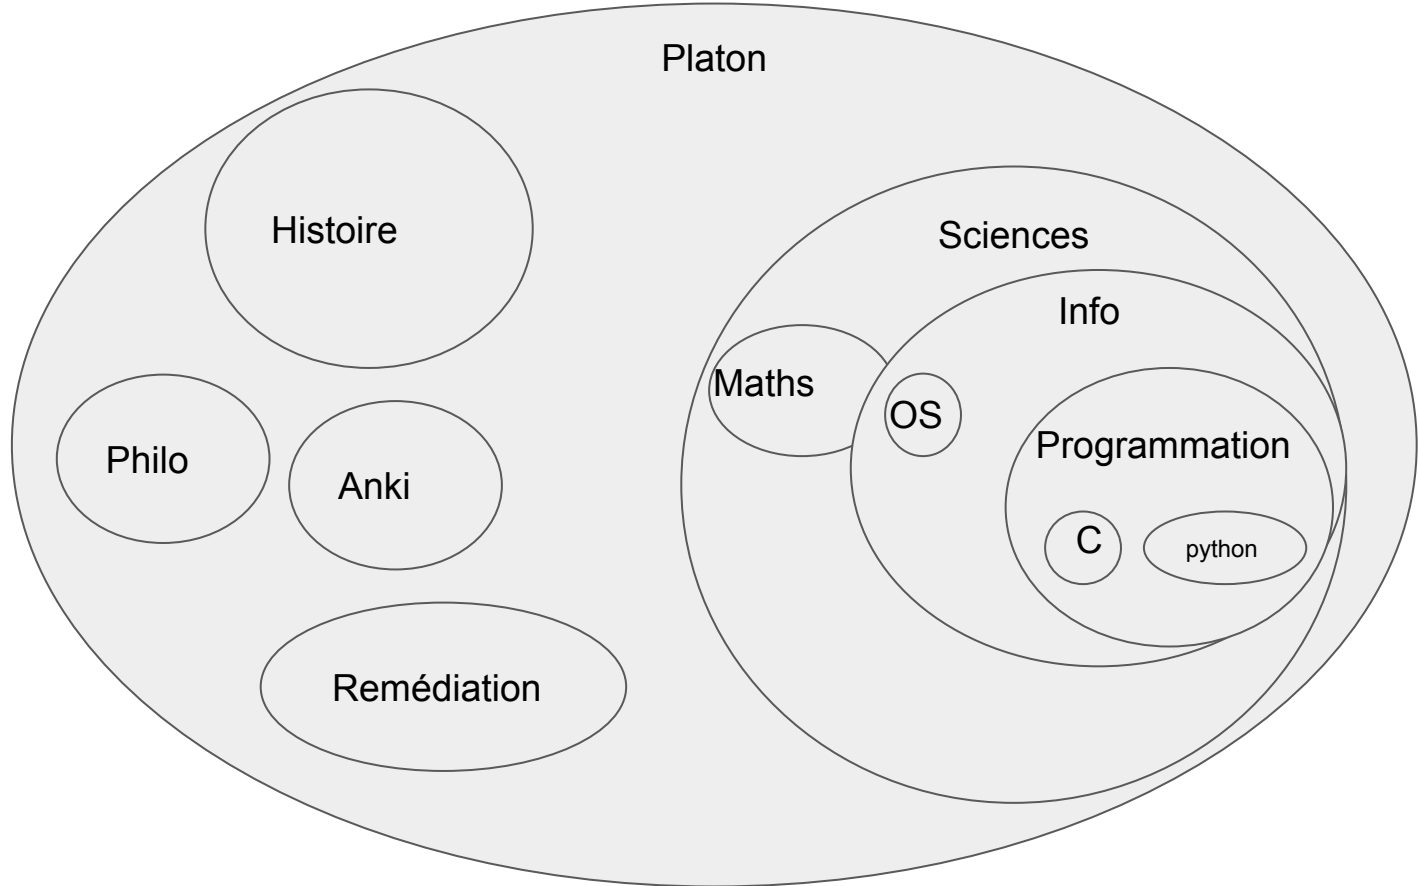 Platon
Histoire
Sciences
Info
Maths
OS
Programmation
Philo
Anki
C
python
Remédiation